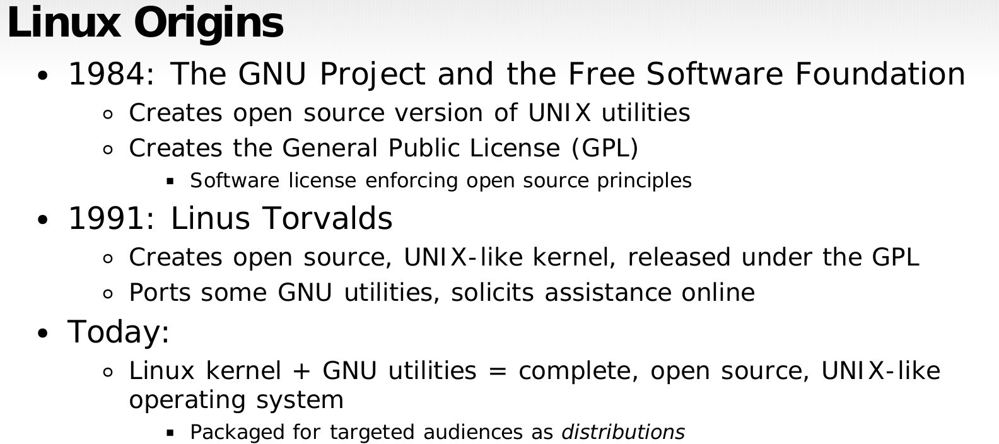 Linux Origins
• 1984: The GNU Project and the Free Software Foundation
◦ Creates open source version of UNIX utilities
◦ Creates the General Public License (GPL)
▪ Software license enforcing open source principles
• 1991: Linus Torvalds
◦ Creates open source, UNIX-like kernel, released under the GPL
◦ Ports some GNU utilities, solicits assistance online
• Today:
◦ Linux kernel + GNU utilities = complete, open source, UNIX-like
operating system
▪ Packaged for targeted audiences as distributions